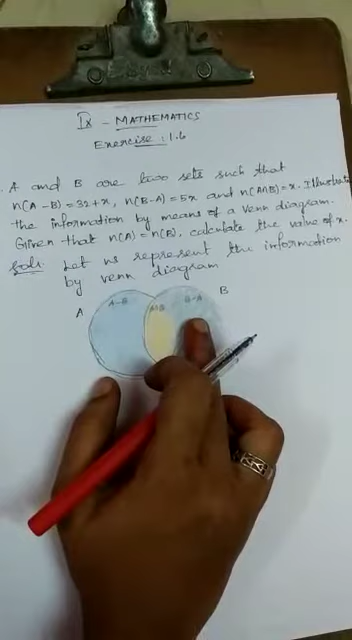 IX - MATHEMATICS
Exercise : 1.6
A and B are two sets such that
n(A - B) = 32 + x, n(B - A) = 5x and n(A∩B) = x. Illustrate
the information by means of a venn diagram.
Given that n(A) = n(B), calculate the value of x.
Soln: Let us represent the information
by venn diagram
A A-B A∩B B-A B